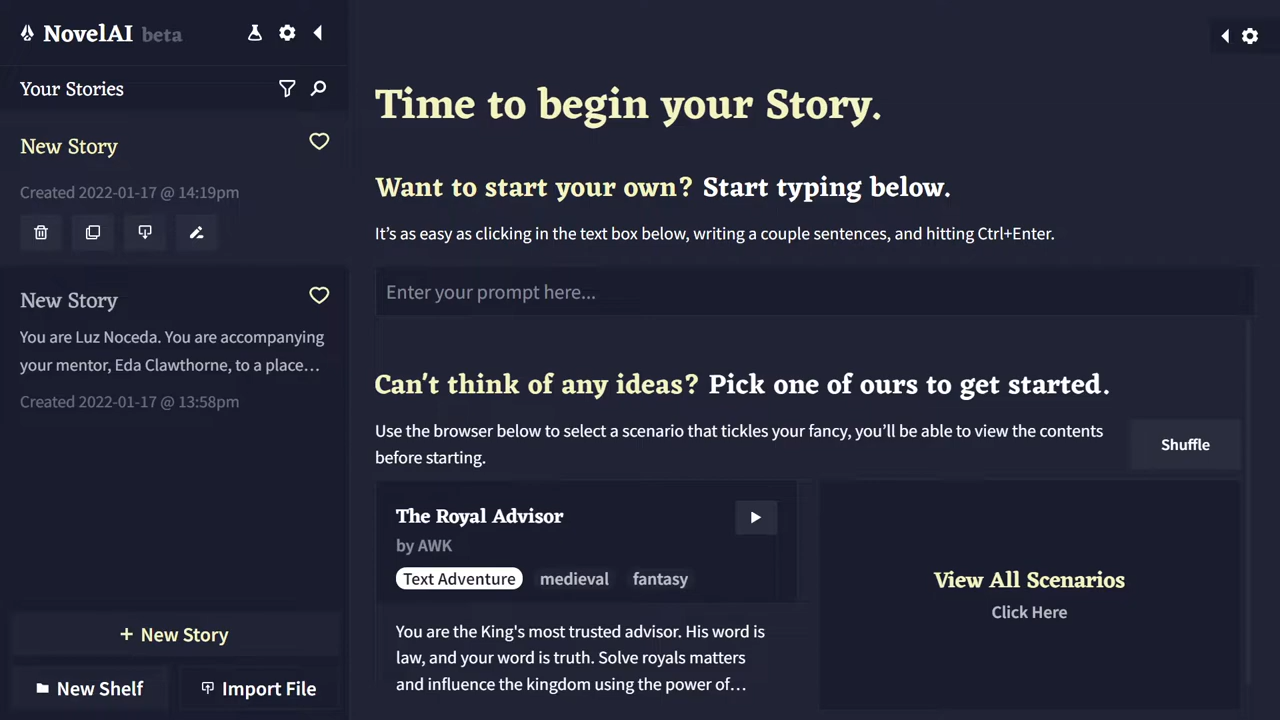 NovelAI beta
Your Stories
New Story
Created 2022-01-17 @ 14:19pm
New Story
You are Luz Noceda. You are accompanying
your mentor, Eda Clawthorne, to a place…
Created 2022-01-17 @ 13:58pm
+ New Story
New Shelf
Import File
Time to begin your Story.
Want to start your own? Start typing below.
It’s as easy as clicking in the text box below, writing a couple sentences, and hitting Ctrl+Enter.
Enter your prompt here...
Can't think of any ideas? Pick one of ours to get started.
Use the browser below to select a scenario that tickles your fancy, you’ll be able to view the contents
before starting.
Shuffle
The Royal Advisor
by AWK
Text Adventure medieval fantasy
You are the King's most trusted advisor. His word is
law, and your word is truth. Solve royals matters
and influence the kingdom using the power of…
View All Scenarios
Click Here